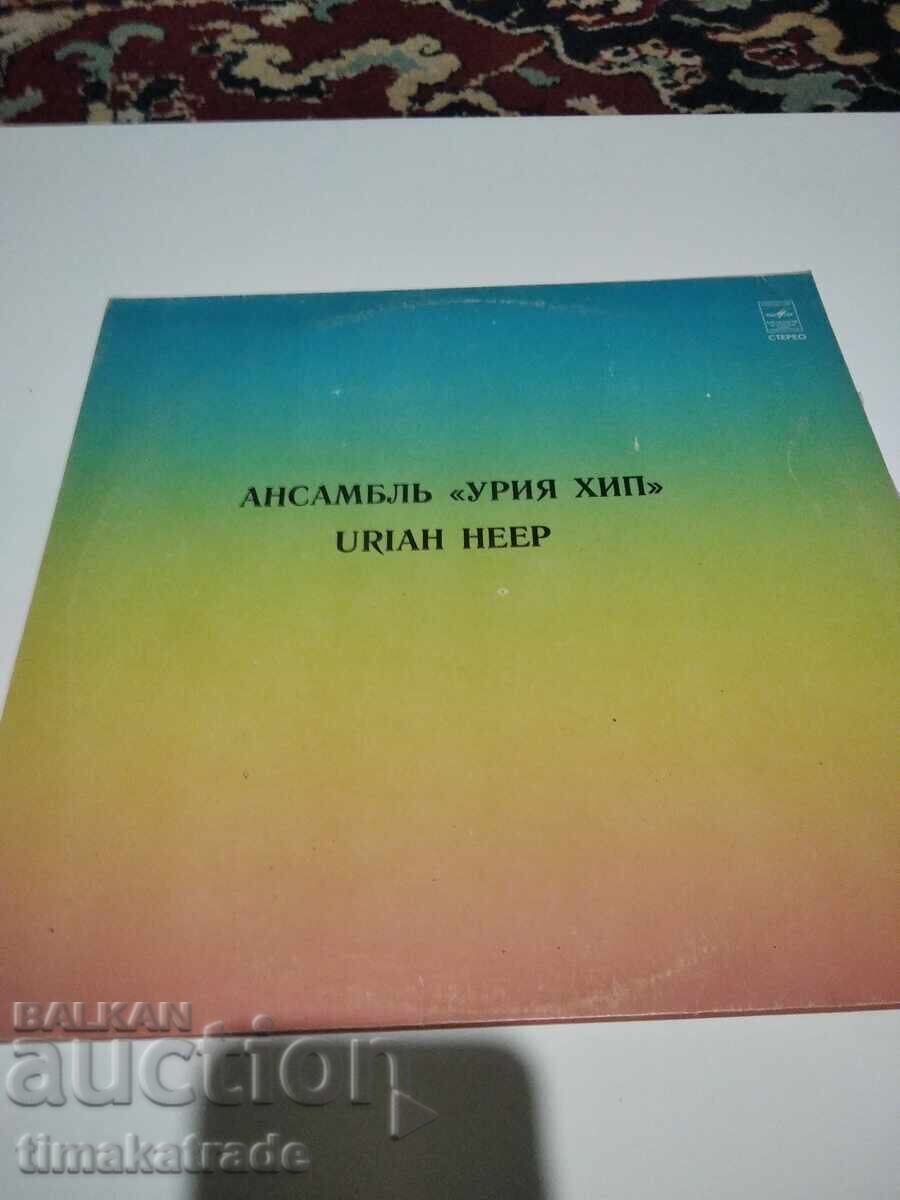 СТЕРЕО
АНСАМБЛЬ «УРИЯ ХИП»
URIAH HEEP
BALKAN
auction
timakatrade